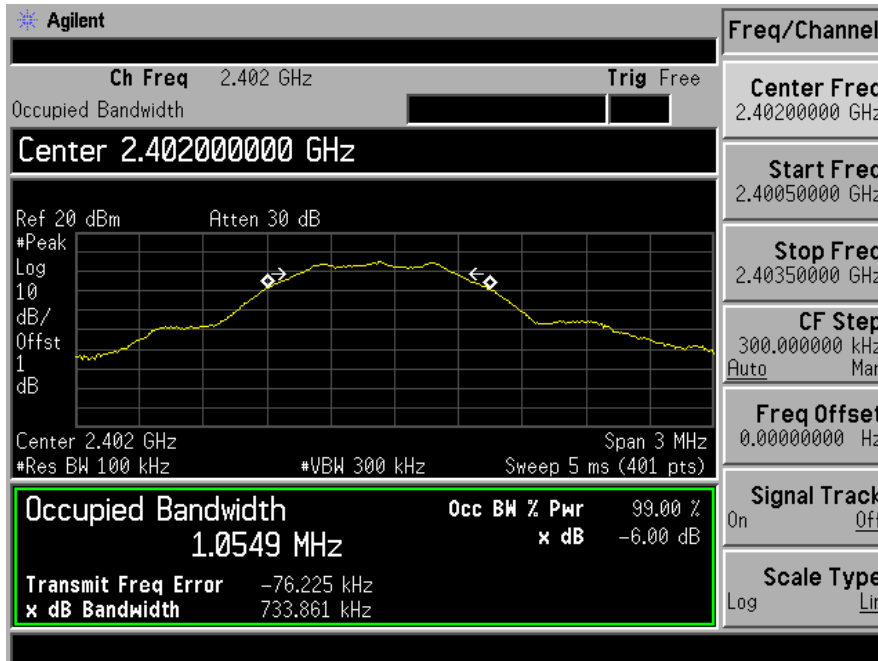 Agilent
Freq/Channel
Ch Freq 2.402 GHz Trig Free
Occupied Bandwidth
Center 2.402000000 GHz
Ref 20 dBm Atten 30 dB
#Peak
Log
10
dB/
Offst
1
dB
Center 2.402 GHz Span 3 MHz
#Res BW 100 kHz #VBW 300 kHz Sweep 5 ms (401 pts)
Occupied Bandwidth
1.0549 MHz
Occ BW % Pwr 99.00 %
x dB -6.00 dB
Transmit Freq Error -76.225 kHz
x dB Bandwidth 733.861 kHz
Center Freq
2.40200000 GHz
Start Freq
2.40050000 GHz
Stop Freq
2.40350000 GHz
CF Step
300.000000 kHz
Auto Man
Freq Offset
0.00000000 Hz
Signal Track
On Off
Scale Type
Log Lin